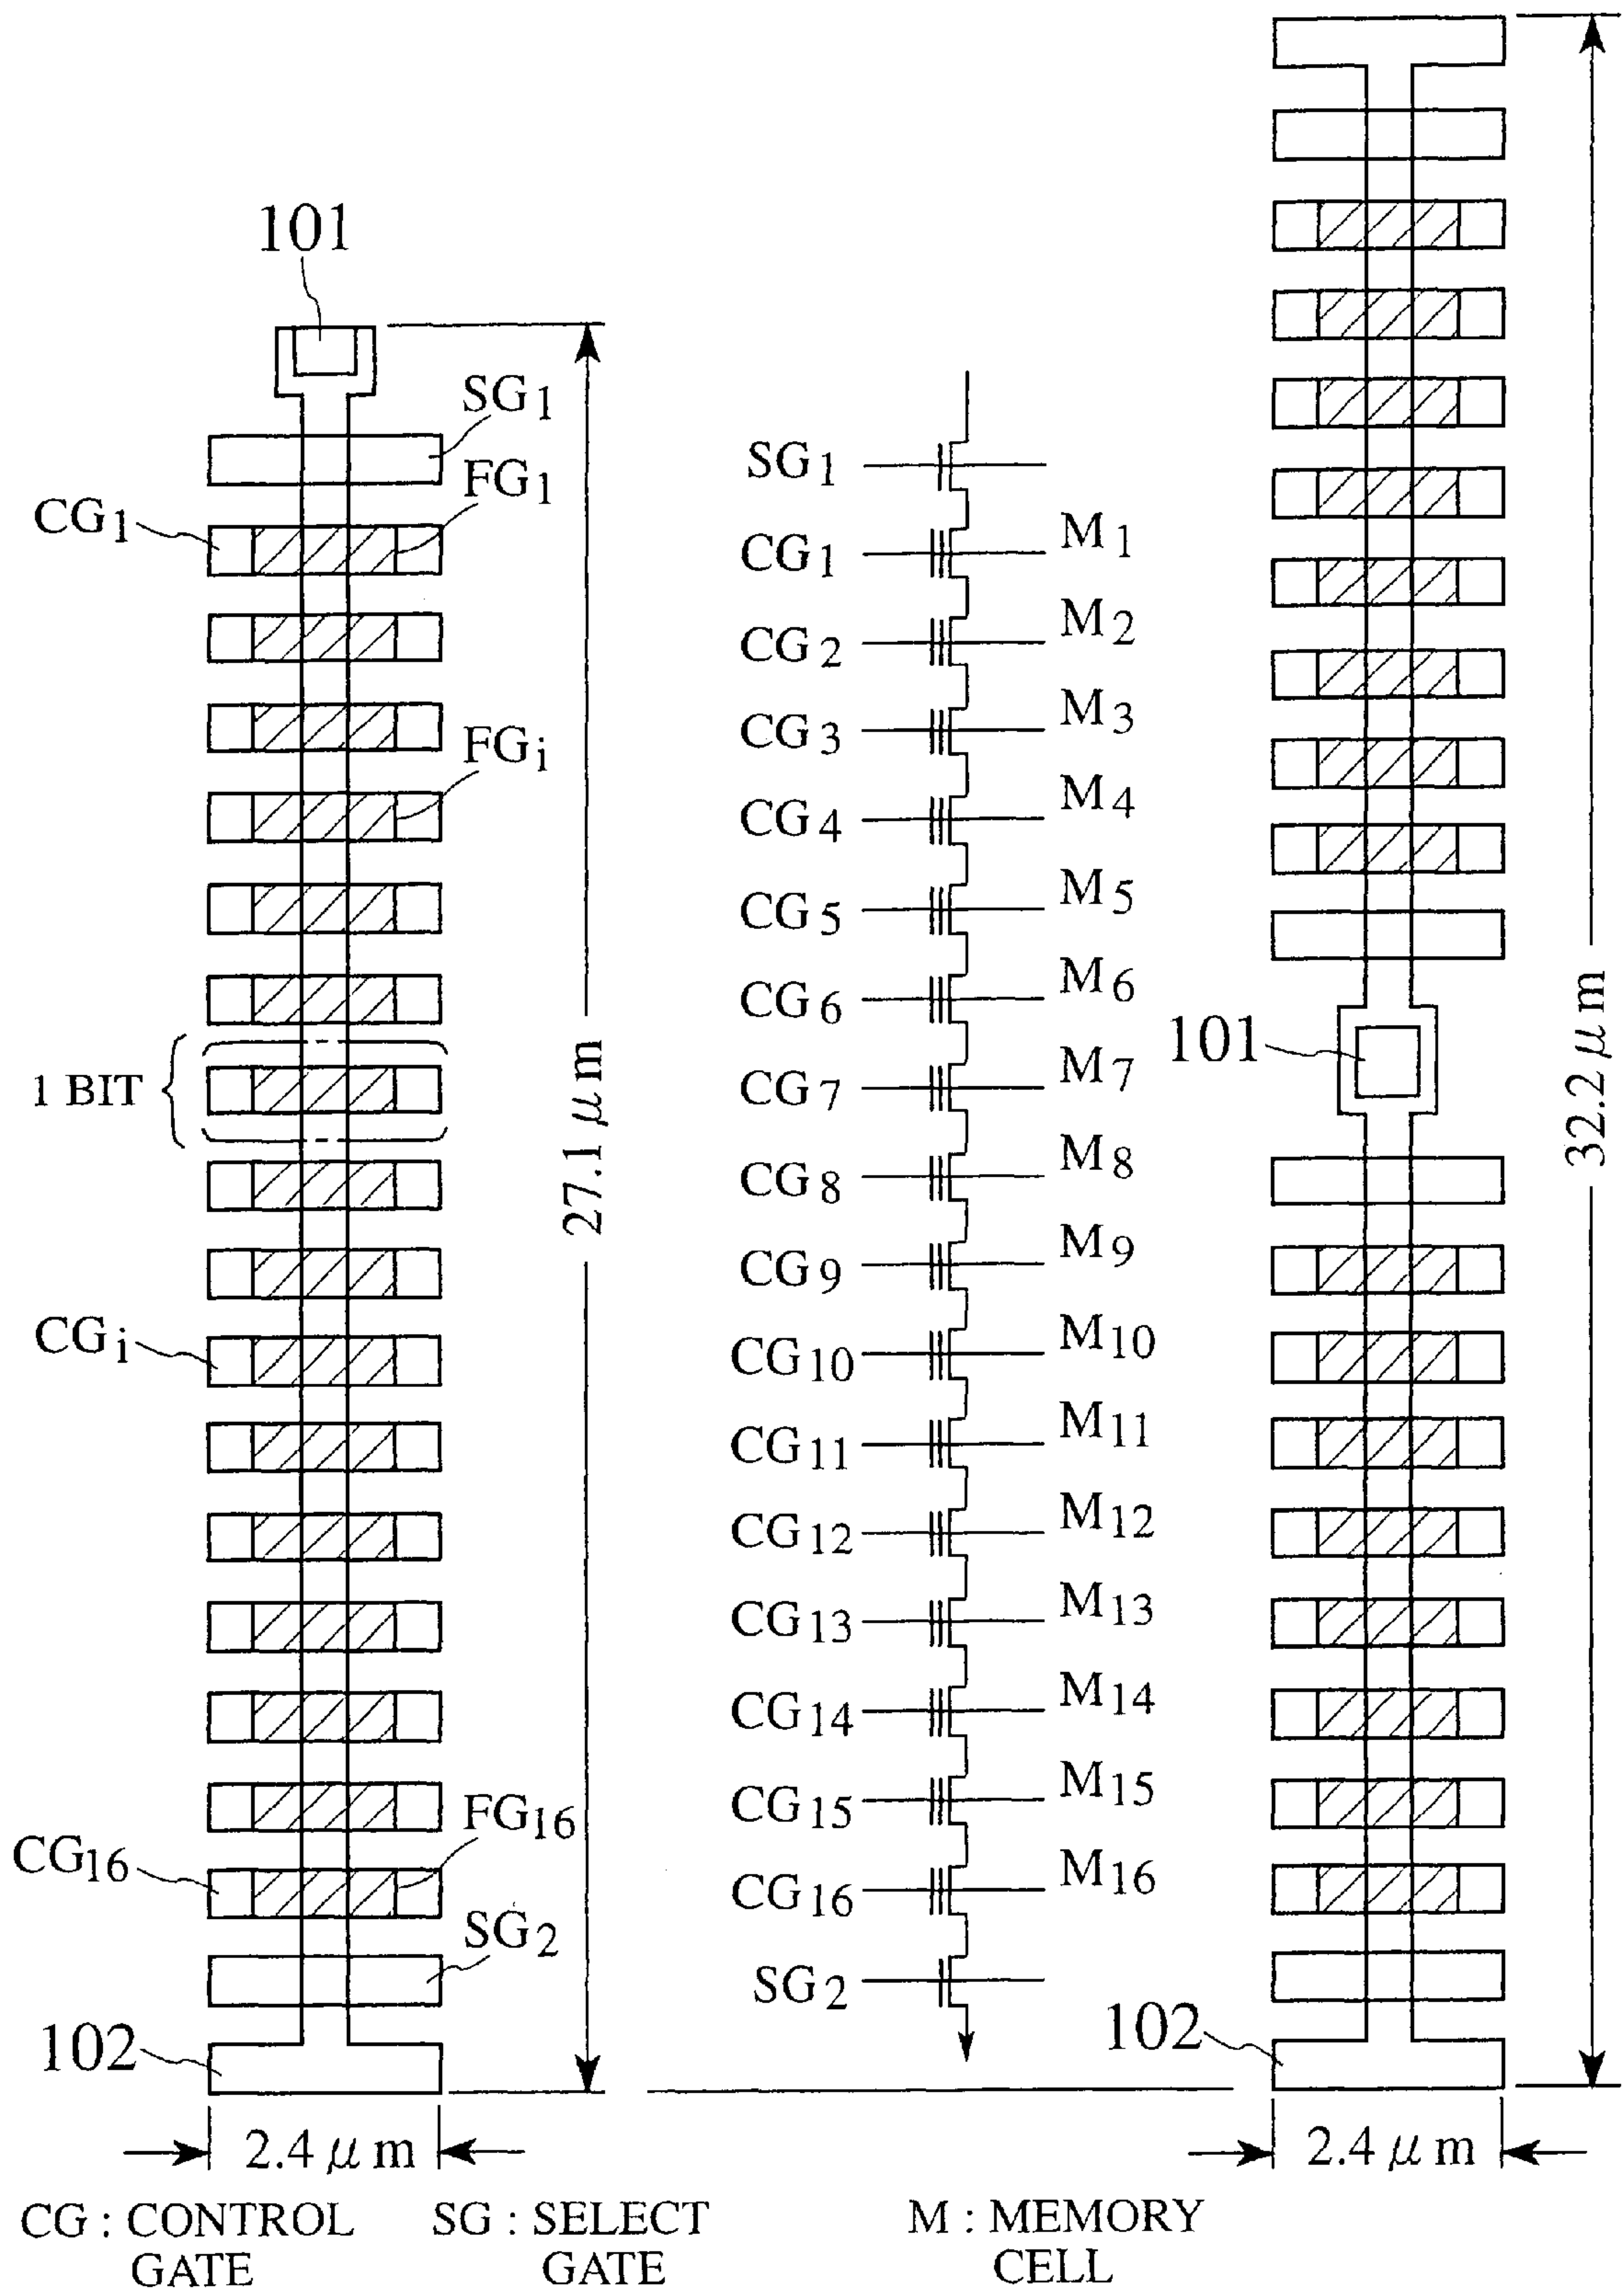 101
SG1
FG1
CG1
FGi
1 BIT
CGi
FG16
CG16
SG2
102
27.1 μm
2.4 μm
SG1
CG1 M1
CG2 M2
CG3 M3
CG4 M4
CG5 M5
CG6 M6
CG7 M7
CG8 M8
CG9 M9
CG10 M10
CG11 M11
CG12 M12
CG13 M13
CG14 M14
CG15 M15
CG16 M16
SG2
101
102
32.2 μm
2.4 μm
CG : CONTROL GATE
SG : SELECT GATE
M : MEMORY CELL